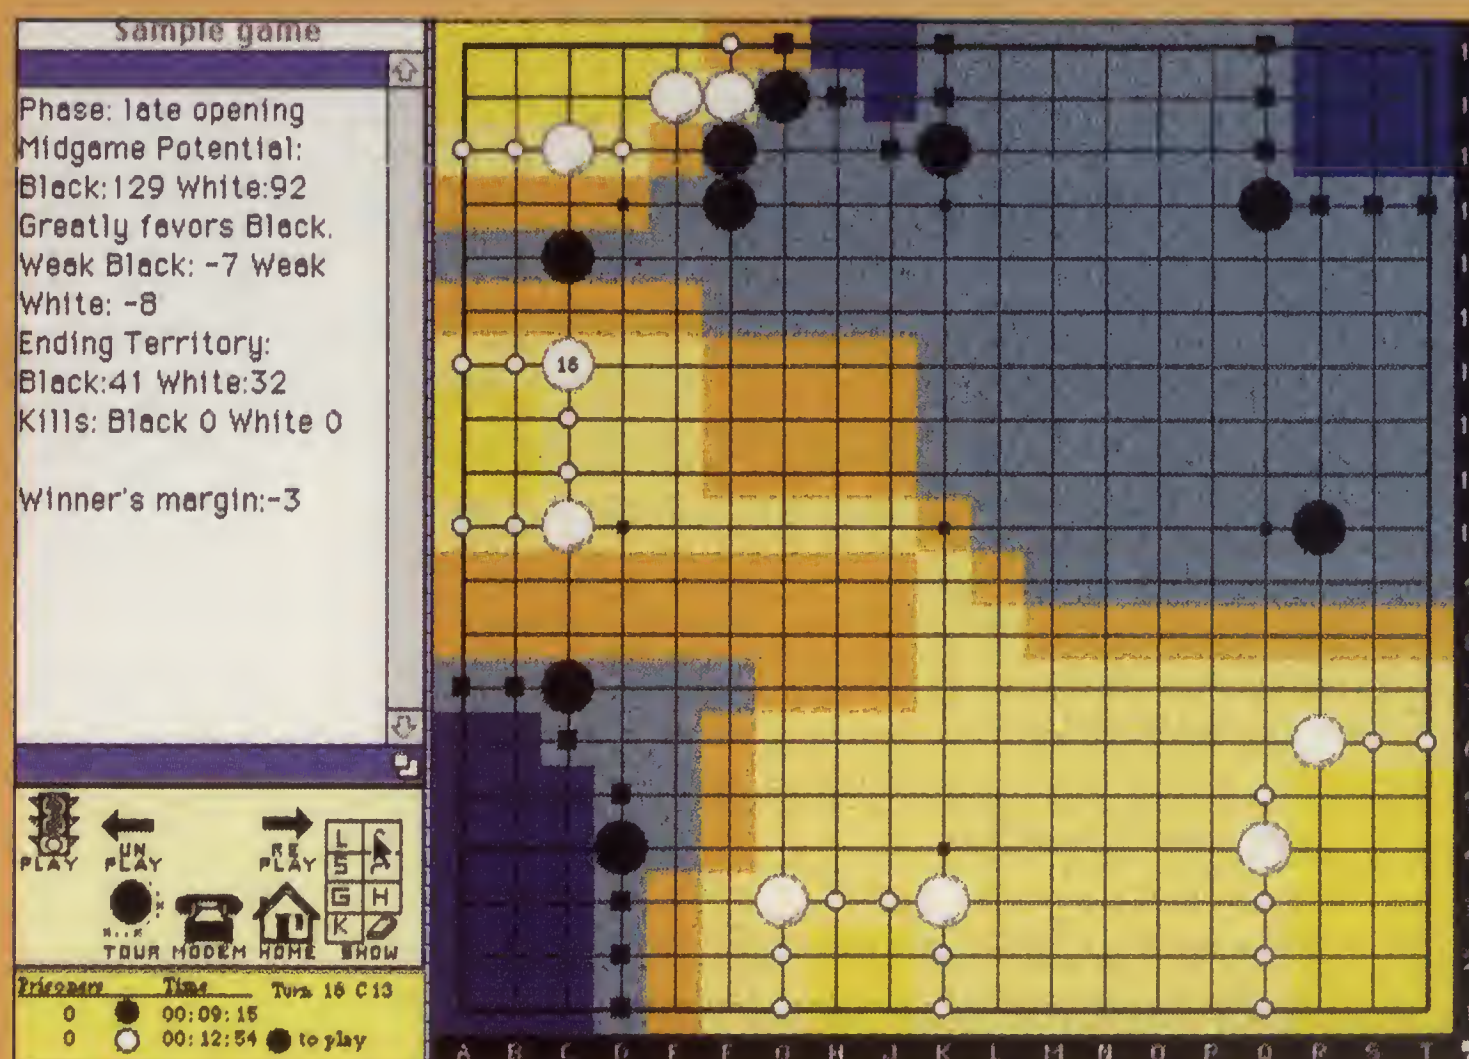 Sample game
Phase: late opening
Midgame Potential:
Black:129 White:92
Greatly favors Black.
Weak Black: -7 Weak
White: -8
Ending Territory:
Black:41 White:32
Kills: Black 0 White 0
Winner's margin:-3
16
PLAY
UN
PLAY
RE
PLAY
L
S
G H
K
TOUR MODEM HOME SHOW
Prisoners Time Turn 16 C13
0 00:09:15
0 00:12:54 to play
A B C D E F G H J K L M N O P Q R S T